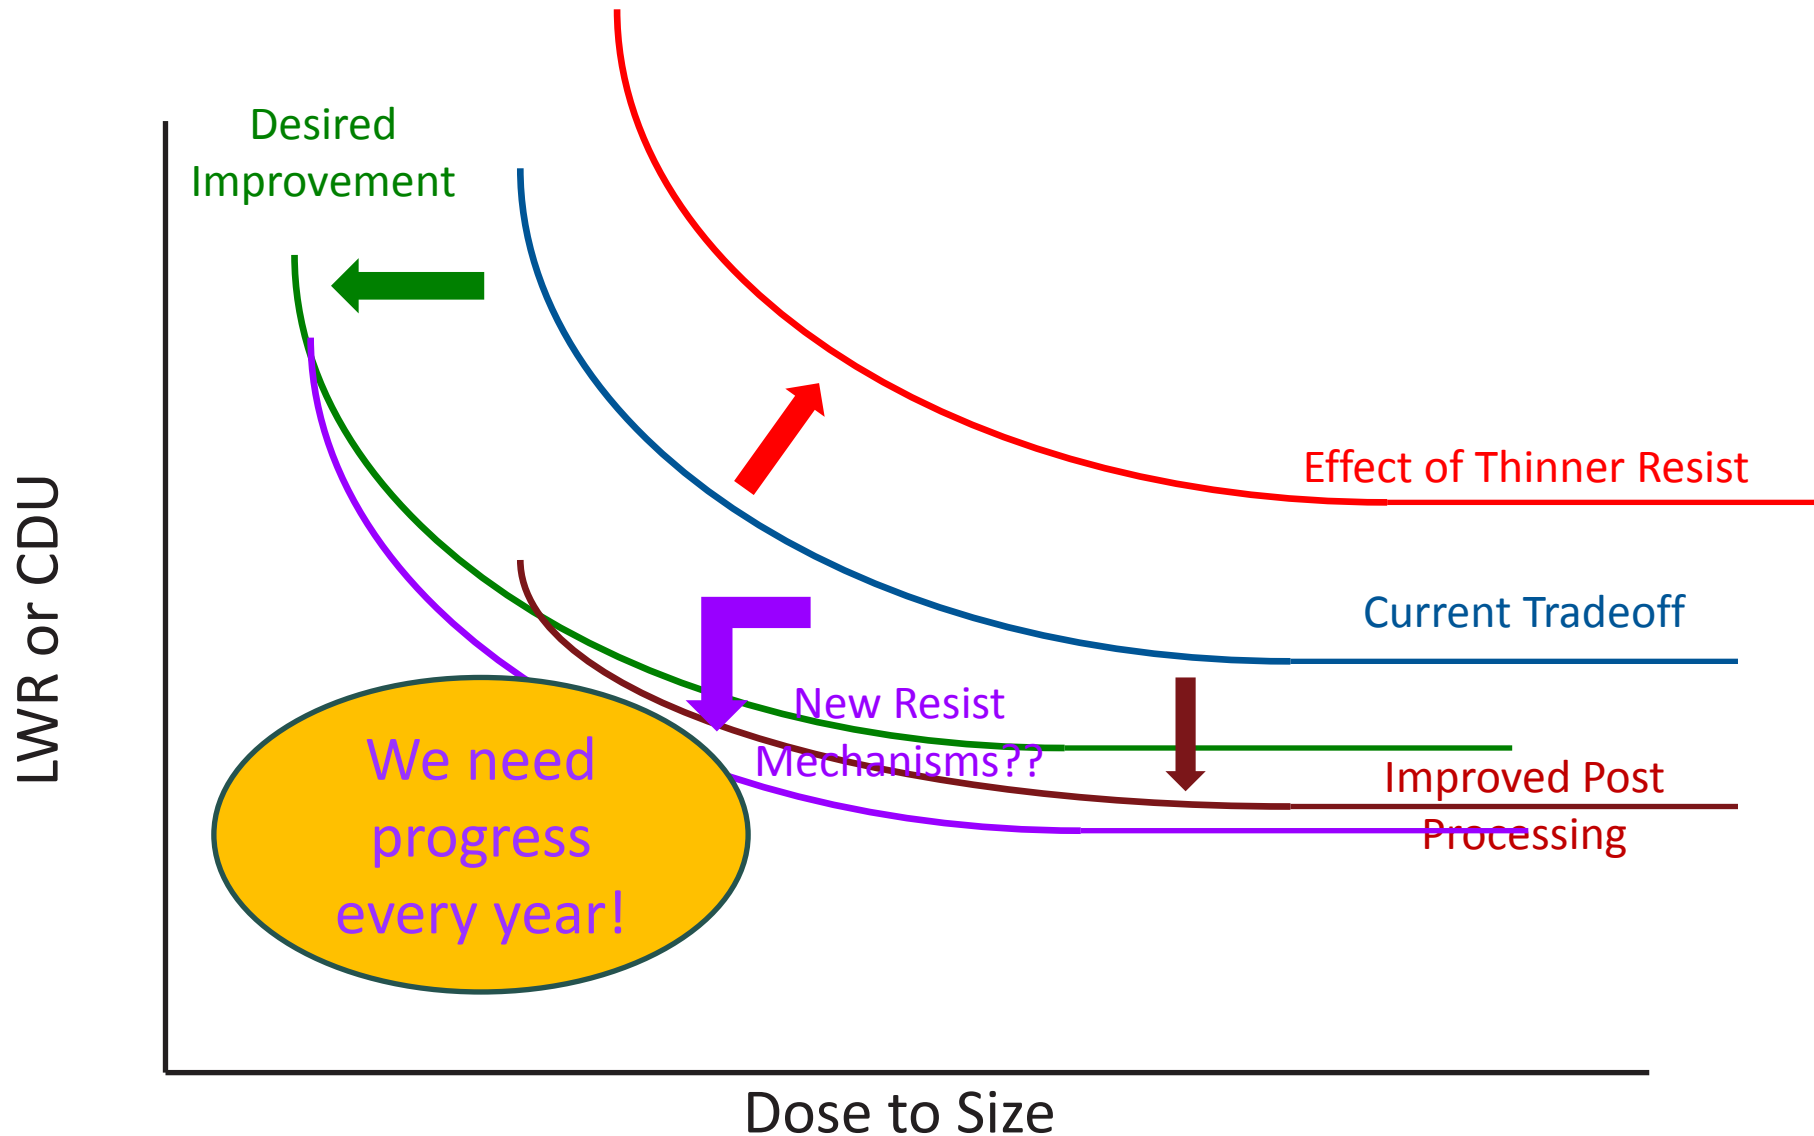 Desired
Improvement
Effect of Thinner Resist
Current Tradeoff
New Resist
Mechanisms??
Improved Post
Processing
We need
progress
every year!
LWR or CDU
Dose to Size